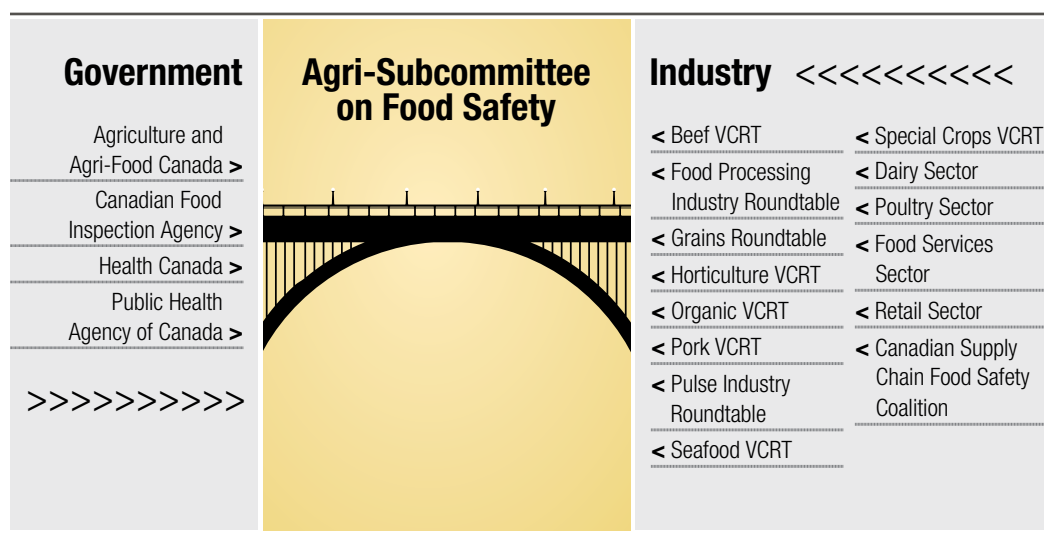 Government
Agriculture and
Agri-Food Canada >
Canadian Food
Inspection Agency >
Health Canada >
Public Health
Agency of Canada >
>>>>>>>>>>
Agri-Subcommittee
on Food Safety
Industry <<<<<<<<<<
< Beef VCRT
< Food Processing
Industry Roundtable
< Grains Roundtable
< Horticulture VCRT
< Organic VCRT
< Pork VCRT
< Pulse Industry
Roundtable
< Seafood VCRT
< Special Crops VCRT
< Dairy Sector
< Poultry Sector
< Food Services
Sector
< Retail Sector
< Canadian Supply
Chain Food Safety
Coalition